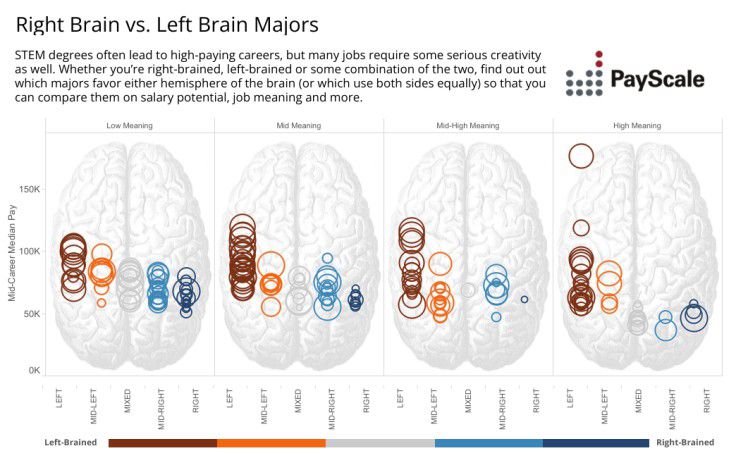 Right Brain vs. Left Brain Majors
STEM degrees often lead to high-paying careers, but many jobs require some serious creativity
as well. Whether you're right-brained, left-brained or some combination of the two, find out out
which majors favor either hemisphere of the brain (or which use both sides equally) so that you
can compare them on salary potential, job meaning and more.
PayScale
Low Meaning
Mid Meaning
Mid-High Meaning
High Meaning
Mid-Career Median Pay
150K
100K
50K
0K
LEFT
MID-LEFT
MIXED
MID-RIGHT
RIGHT
LEFT
MID-LEFT
MIXED
MID-RIGHT
RIGHT
LEFT
MID-LEFT
MIXED
MID-RIGHT
RIGHT
LEFT
MID-LEFT
MIXED
MID-RIGHT
RIGHT
Left-Brained
Right-Brained